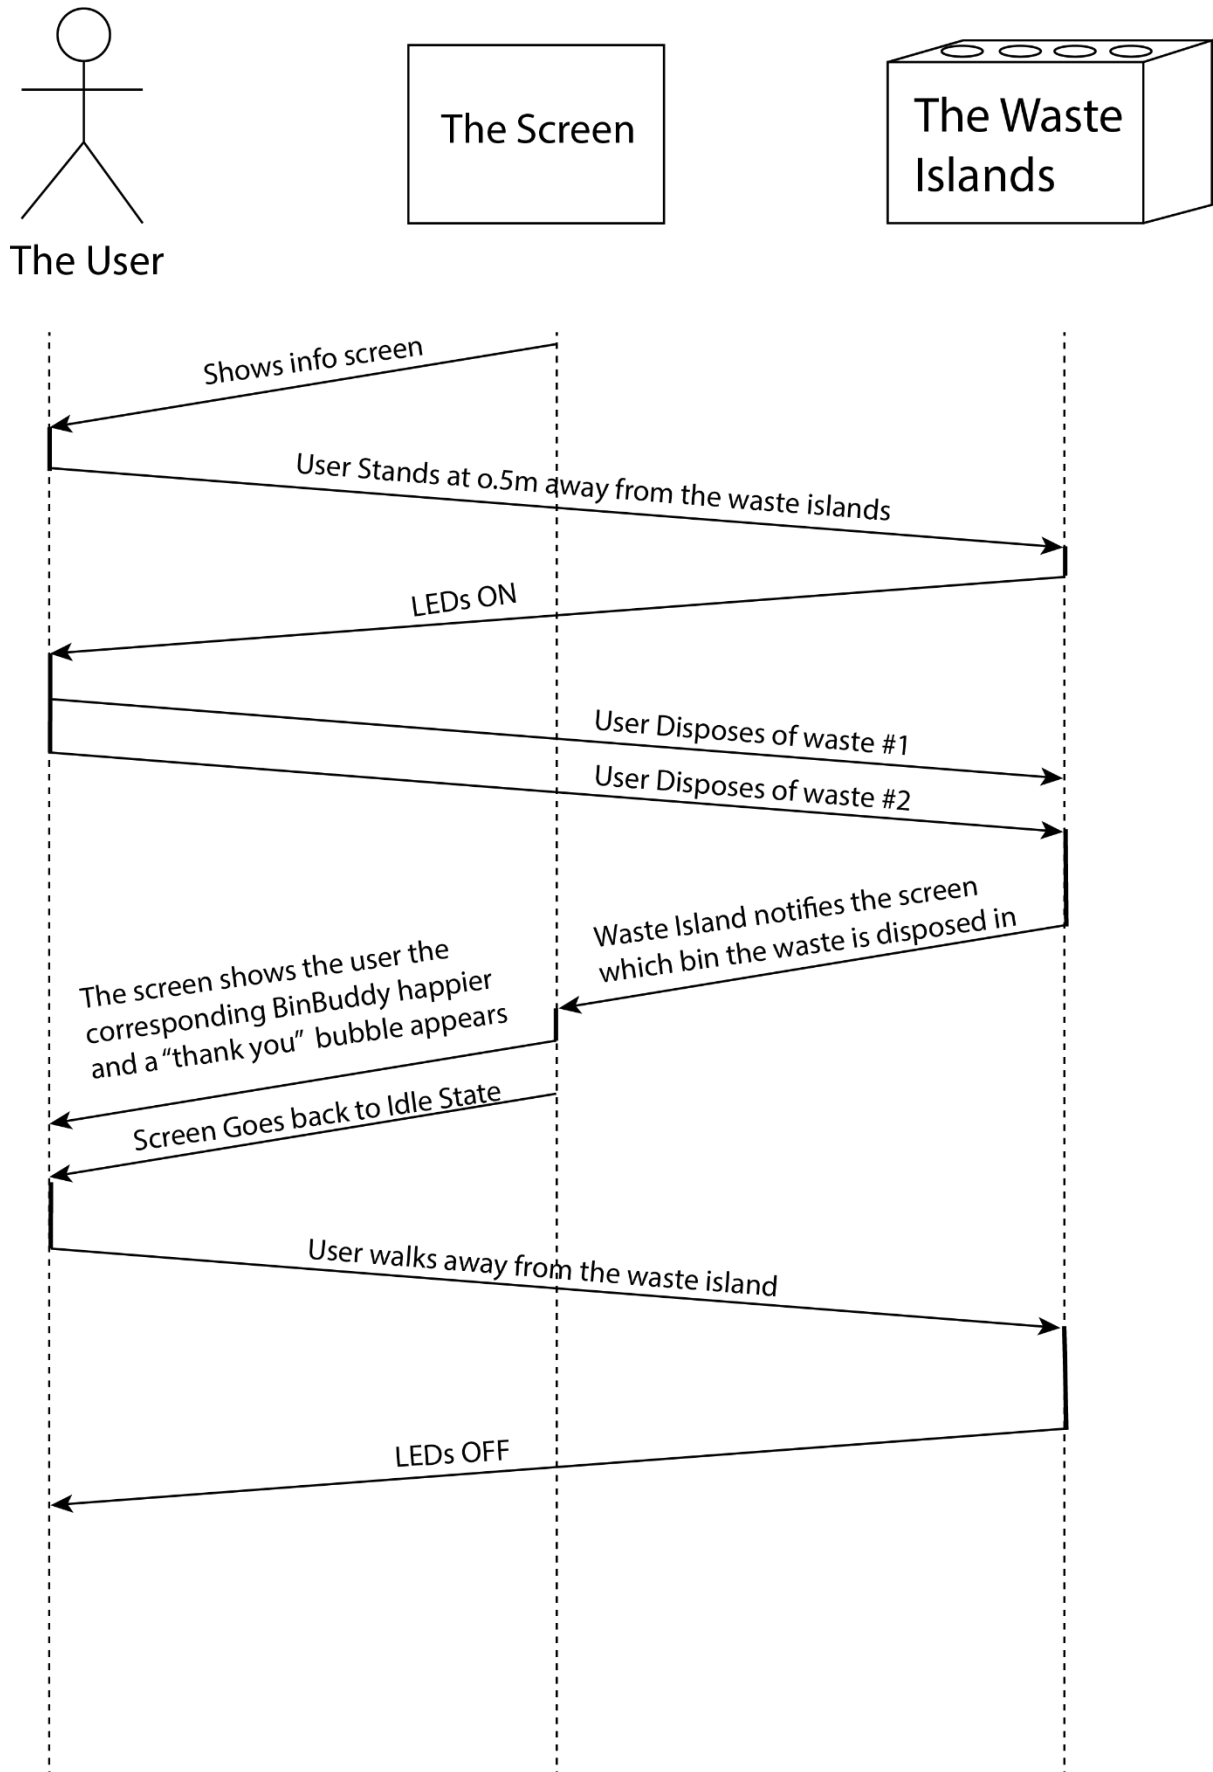 The Screen
The Waste
Islands
The User
Shows info screen
User Stands at o.5m away from the waste islands
LEDs ON
User Disposes of waste #1
User Disposes of waste #2
Waste Island notifies the screen
which bin the waste is disposed in
The screen shows the user the
corresponding BinBuddy happier
and a “thank you” bubble appears
Screen Goes back to Idle State
User walks away from the waste island
LEDs OFF